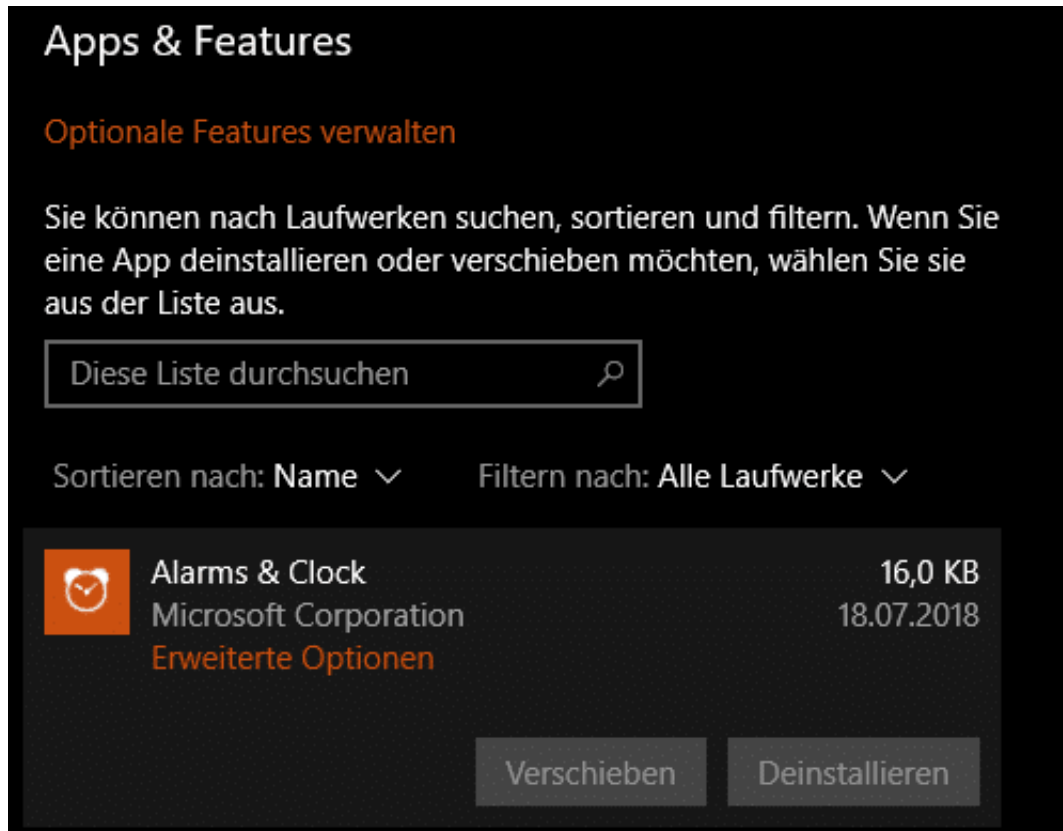 Apps & Features
Optionale Features verwalten
Sie können nach Laufwerken suchen, sortieren und filtern. Wenn Sie
eine App deinstallieren oder verschieben möchten, wählen Sie sie
aus der Liste aus.
Diese Liste durchsuchen
Sortieren nach: Name Filtern nach: Alle Laufwerke
Alarms & Clock 16,0 KB
Microsoft Corporation 18.07.2018
Erweiterte Optionen
Verschieben Deinstallieren